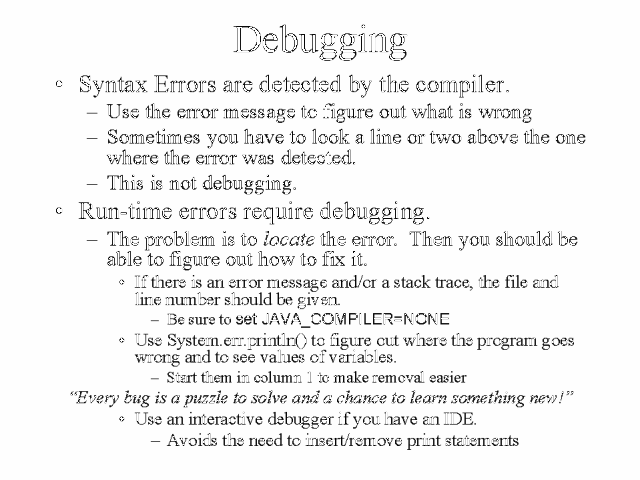 Debugging
• Syntax Errors are detected by the compiler.
– Use the error message to figure out what is wrong
– Sometimes you have to look a line or two above the one
where the error was detected.
– This is not debugging.
• Run-time errors require debugging.
– The problem is to locate the error. Then you should be
able to figure out how to fix it.
• If there is an error message and/or a stack trace, the file and
line number should be given.
– Be sure to set JAVA_COMPILER=NONE
• Use System.err.println() to figure out where the program goes
wrong and to see values of variables.
– Start them in column 1 to make removal easier
“Every bug is a puzzle to solve and a chance to learn something new!”
• Use an interactive debugger if you have an IDE.
– Avoids the need to insert/remove print statements